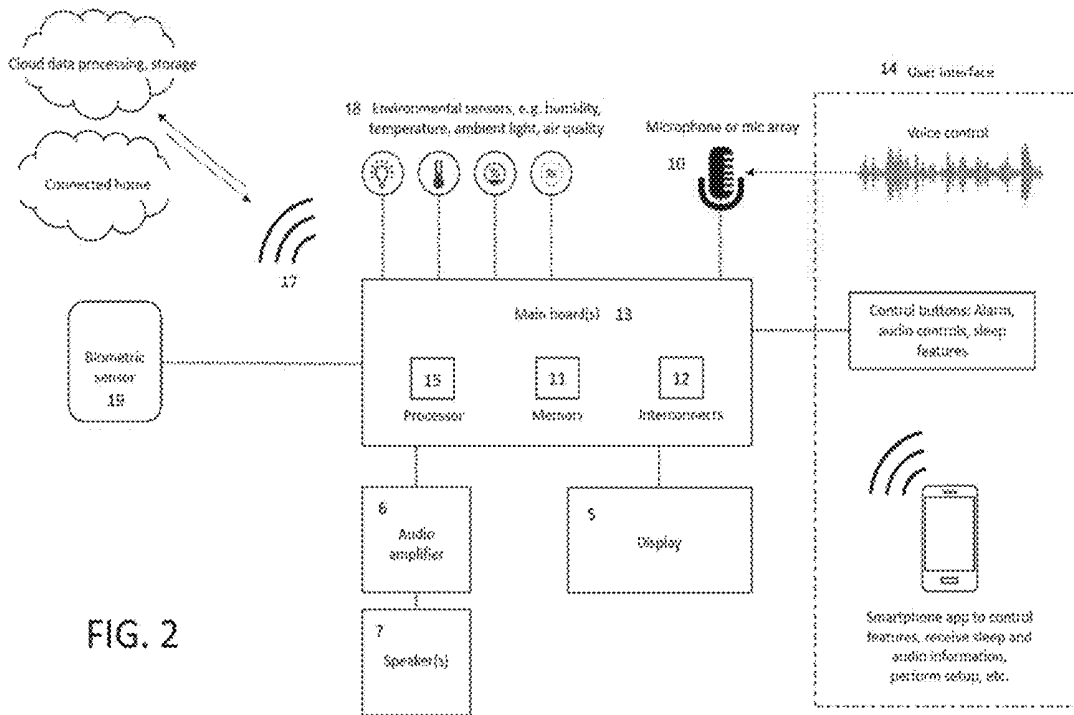 Cloud data processing, storage
Connected home
17
18 Environmental sensors, e.g. humidity,
temperature, ambient light, air quality
Microphone or mic array
10
14 User interface
Voice control
Main board(s) 13
15
Processor
11
Memory
12
Interconnects
Biometric
sensor
19
Control buttons: Alarm,
audio controls, sleep
features
6
Audio
amplifier
5
Display
7
Speaker(s)
Smartphone app to control
features, receive sleep and
audio information,
perform setup, etc.
FIG. 2